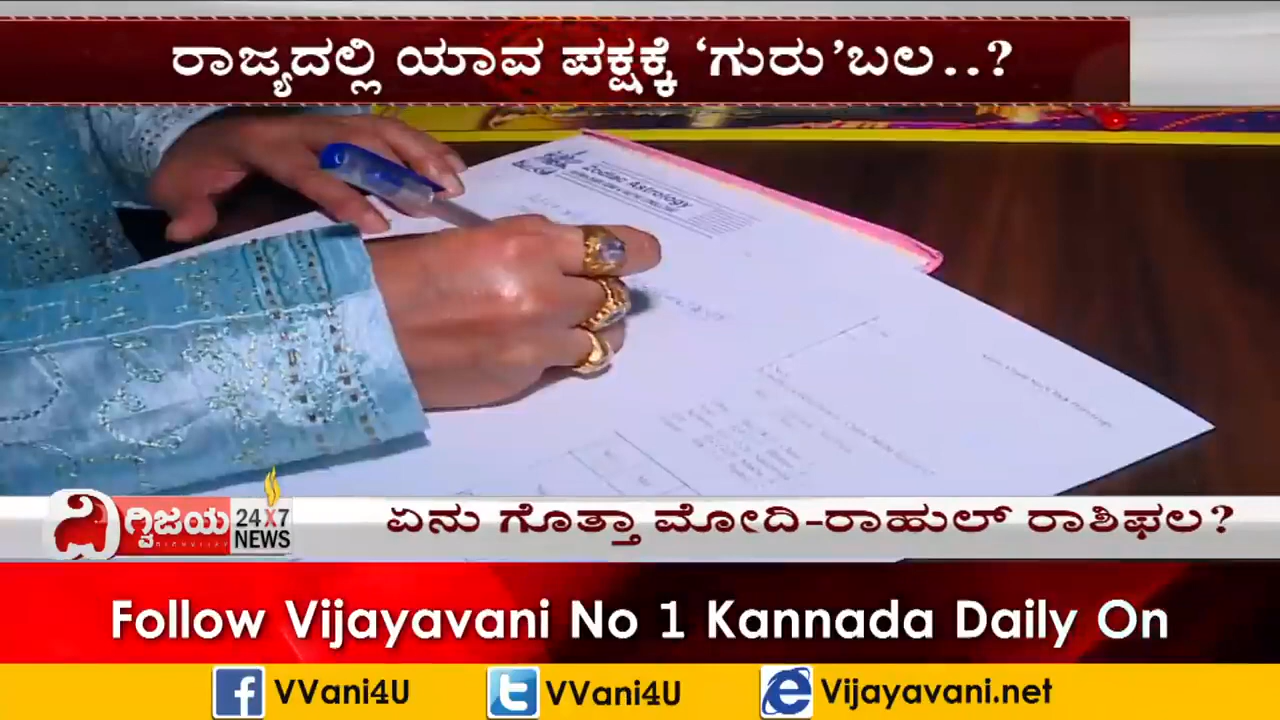 ರಾಜ್ಯದಲ್ಲಿ ಯಾವ ಪಕ್ಷಕ್ಕೆ ‘ಗುರು’ಬಲ..?
Zodiac Astrology
ದಿಗ್ವಿಜಯ 24X7 NEWS
ಏನು ಗೊತ್ತಾ ಮೋದಿ-ರಾಹುಲ್ ರಾಶಿಫಲ?
Follow Vijayavani No 1 Kannada Daily On
VVani4U VVani4U Vijayavani.net